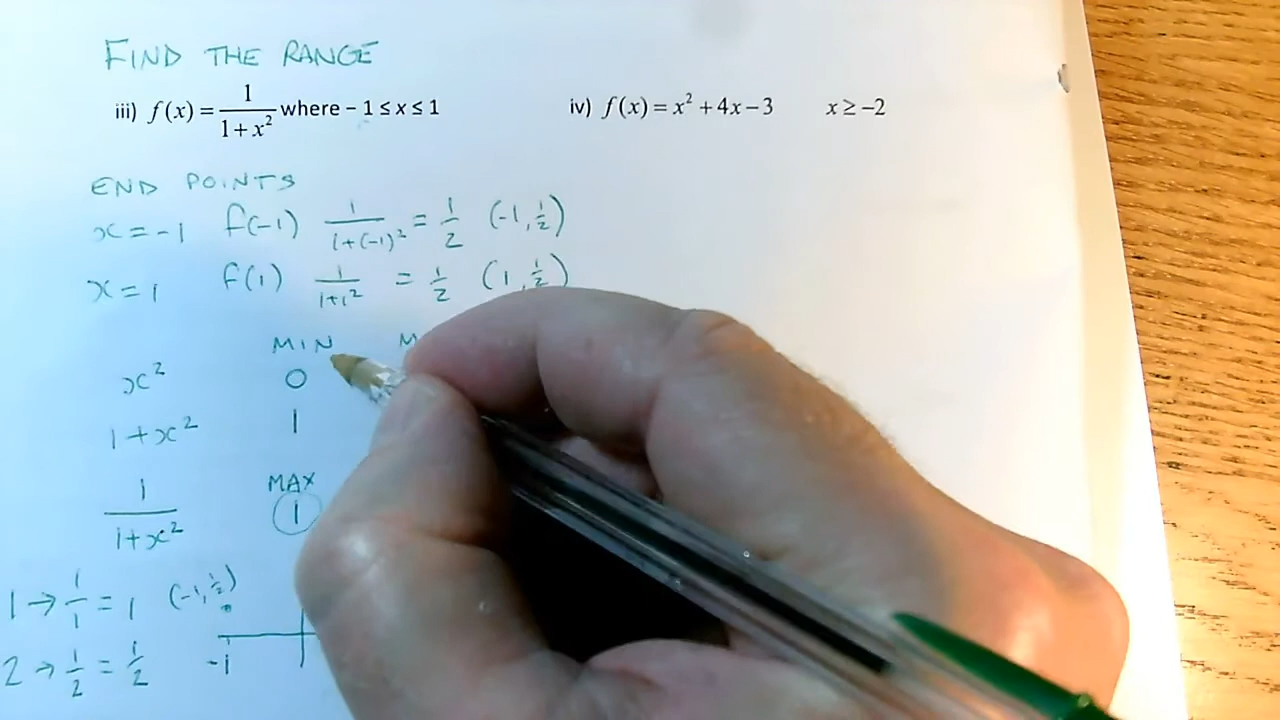 FIND THE RANGE
iii) f(x) = 1/(1+x²) where − 1 ≤ x ≤ 1
iv) f(x) = x² + 4x − 3 x ≥ −2
END POINTS
x = -1 f(-1) 1/(1+(-1)²) = 1/2 (-1, 1/2)
x = 1 f(1) 1/(1+1²) = 1/2 (1, 1/2)
MIN M
x² 0
1+x² 1
MAX
1/(1+x²) 1
1 → 1/1 = 1 (-1, 1/2)
2 → 1/2 = 1/2 -1